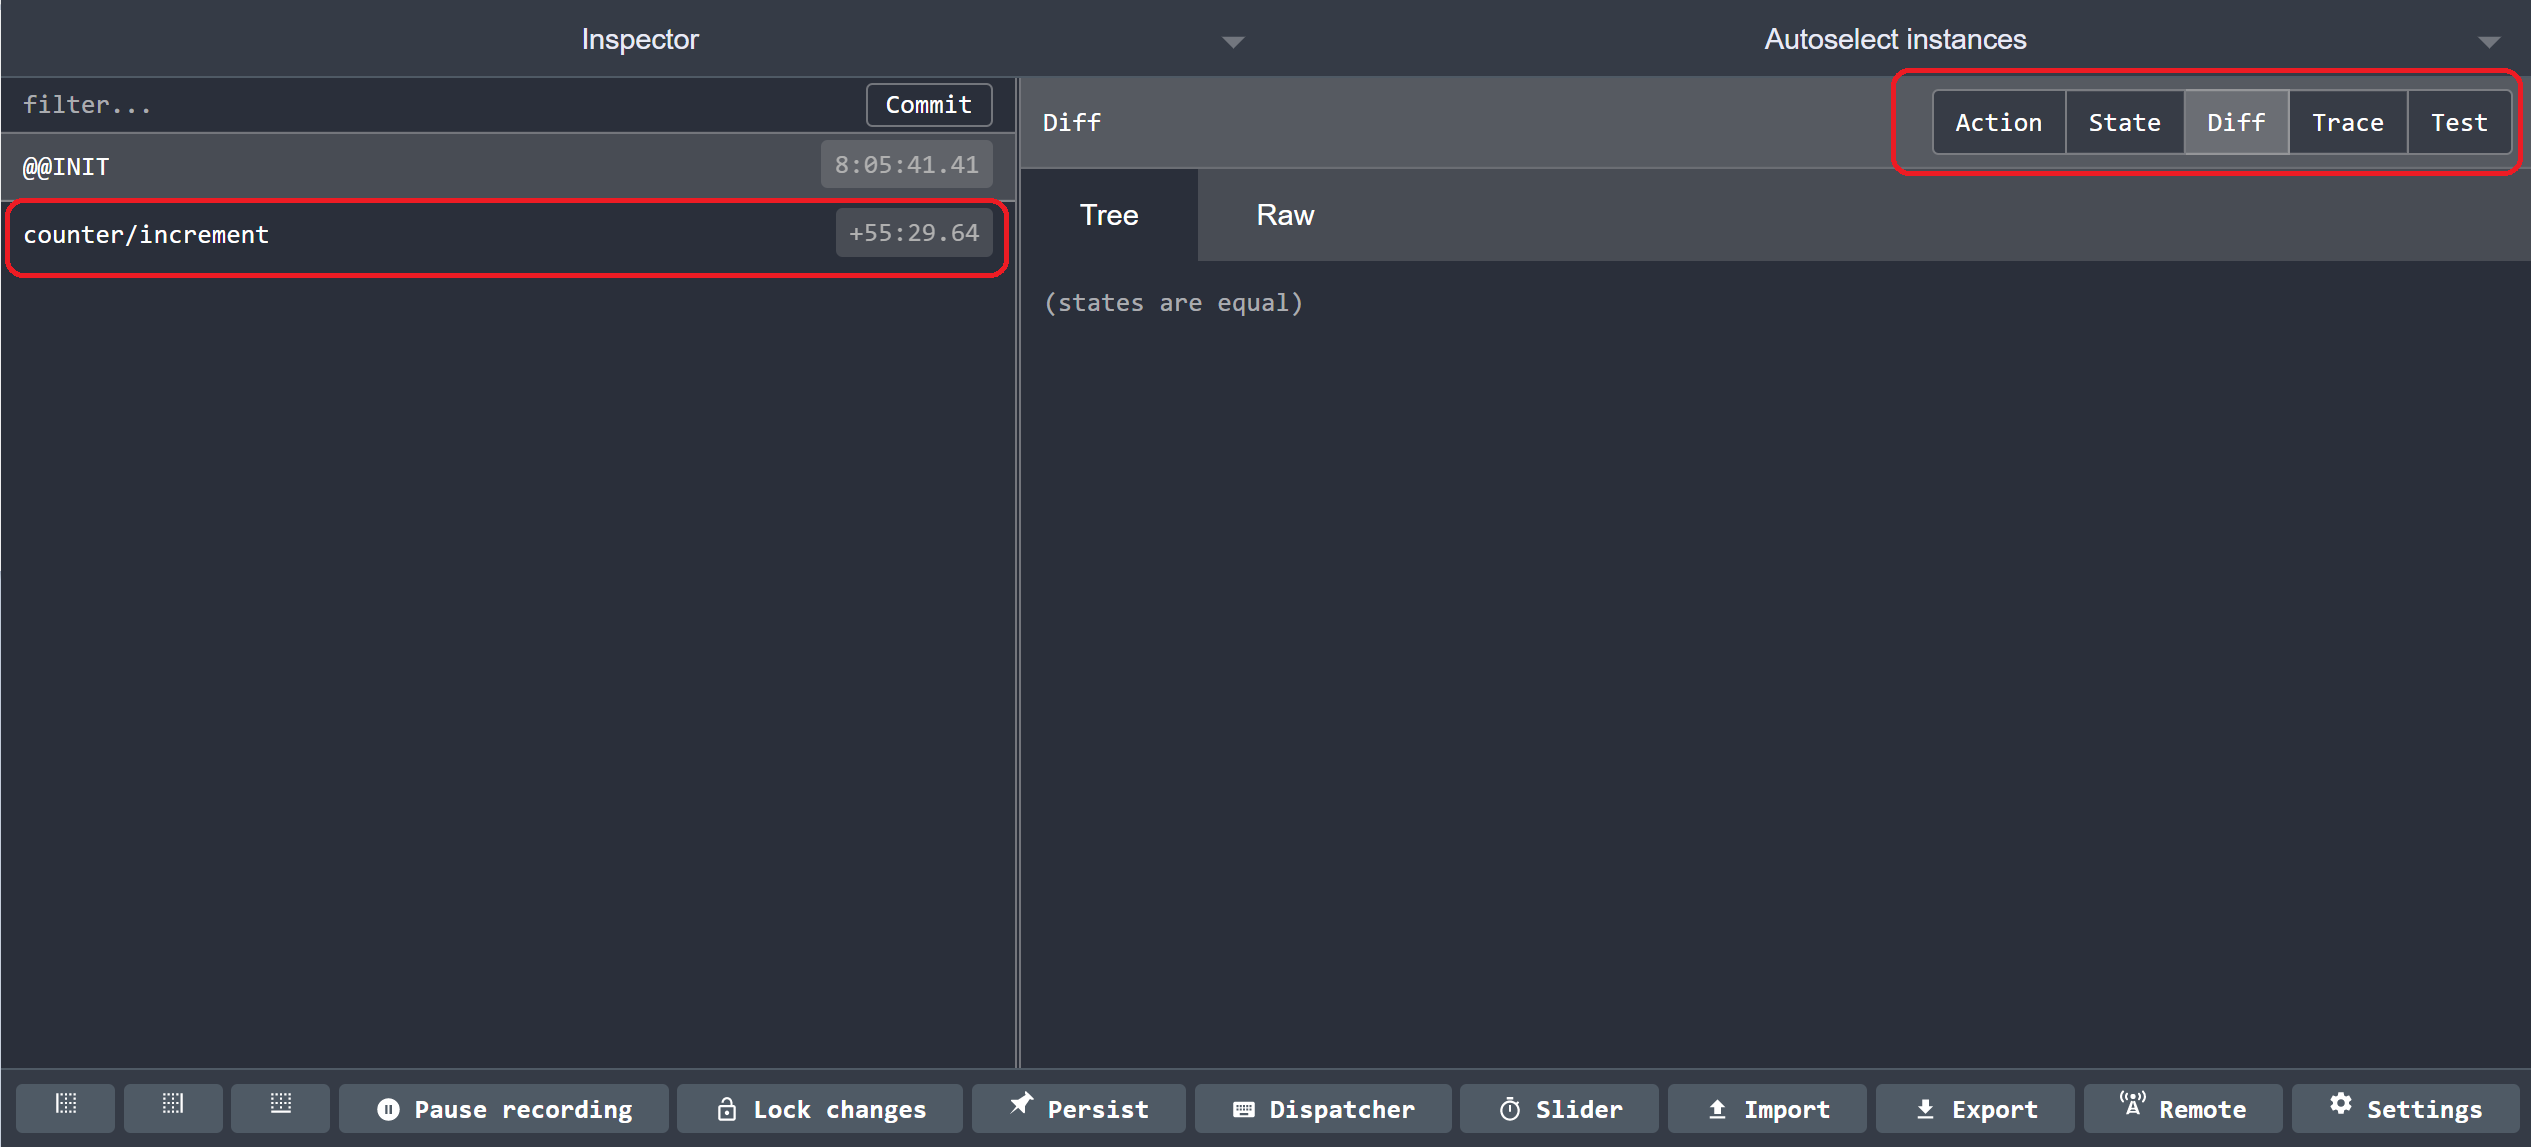 Inspector
Autoselect instances
filter...
Commit
@@INIT
8:05:41.41
counter/increment
+55:29.64
Diff
Action
State
Diff
Trace
Test
Tree
Raw
(states are equal)
Pause recording
Lock changes
Persist
Dispatcher
Slider
Import
Export
Remote
Settings